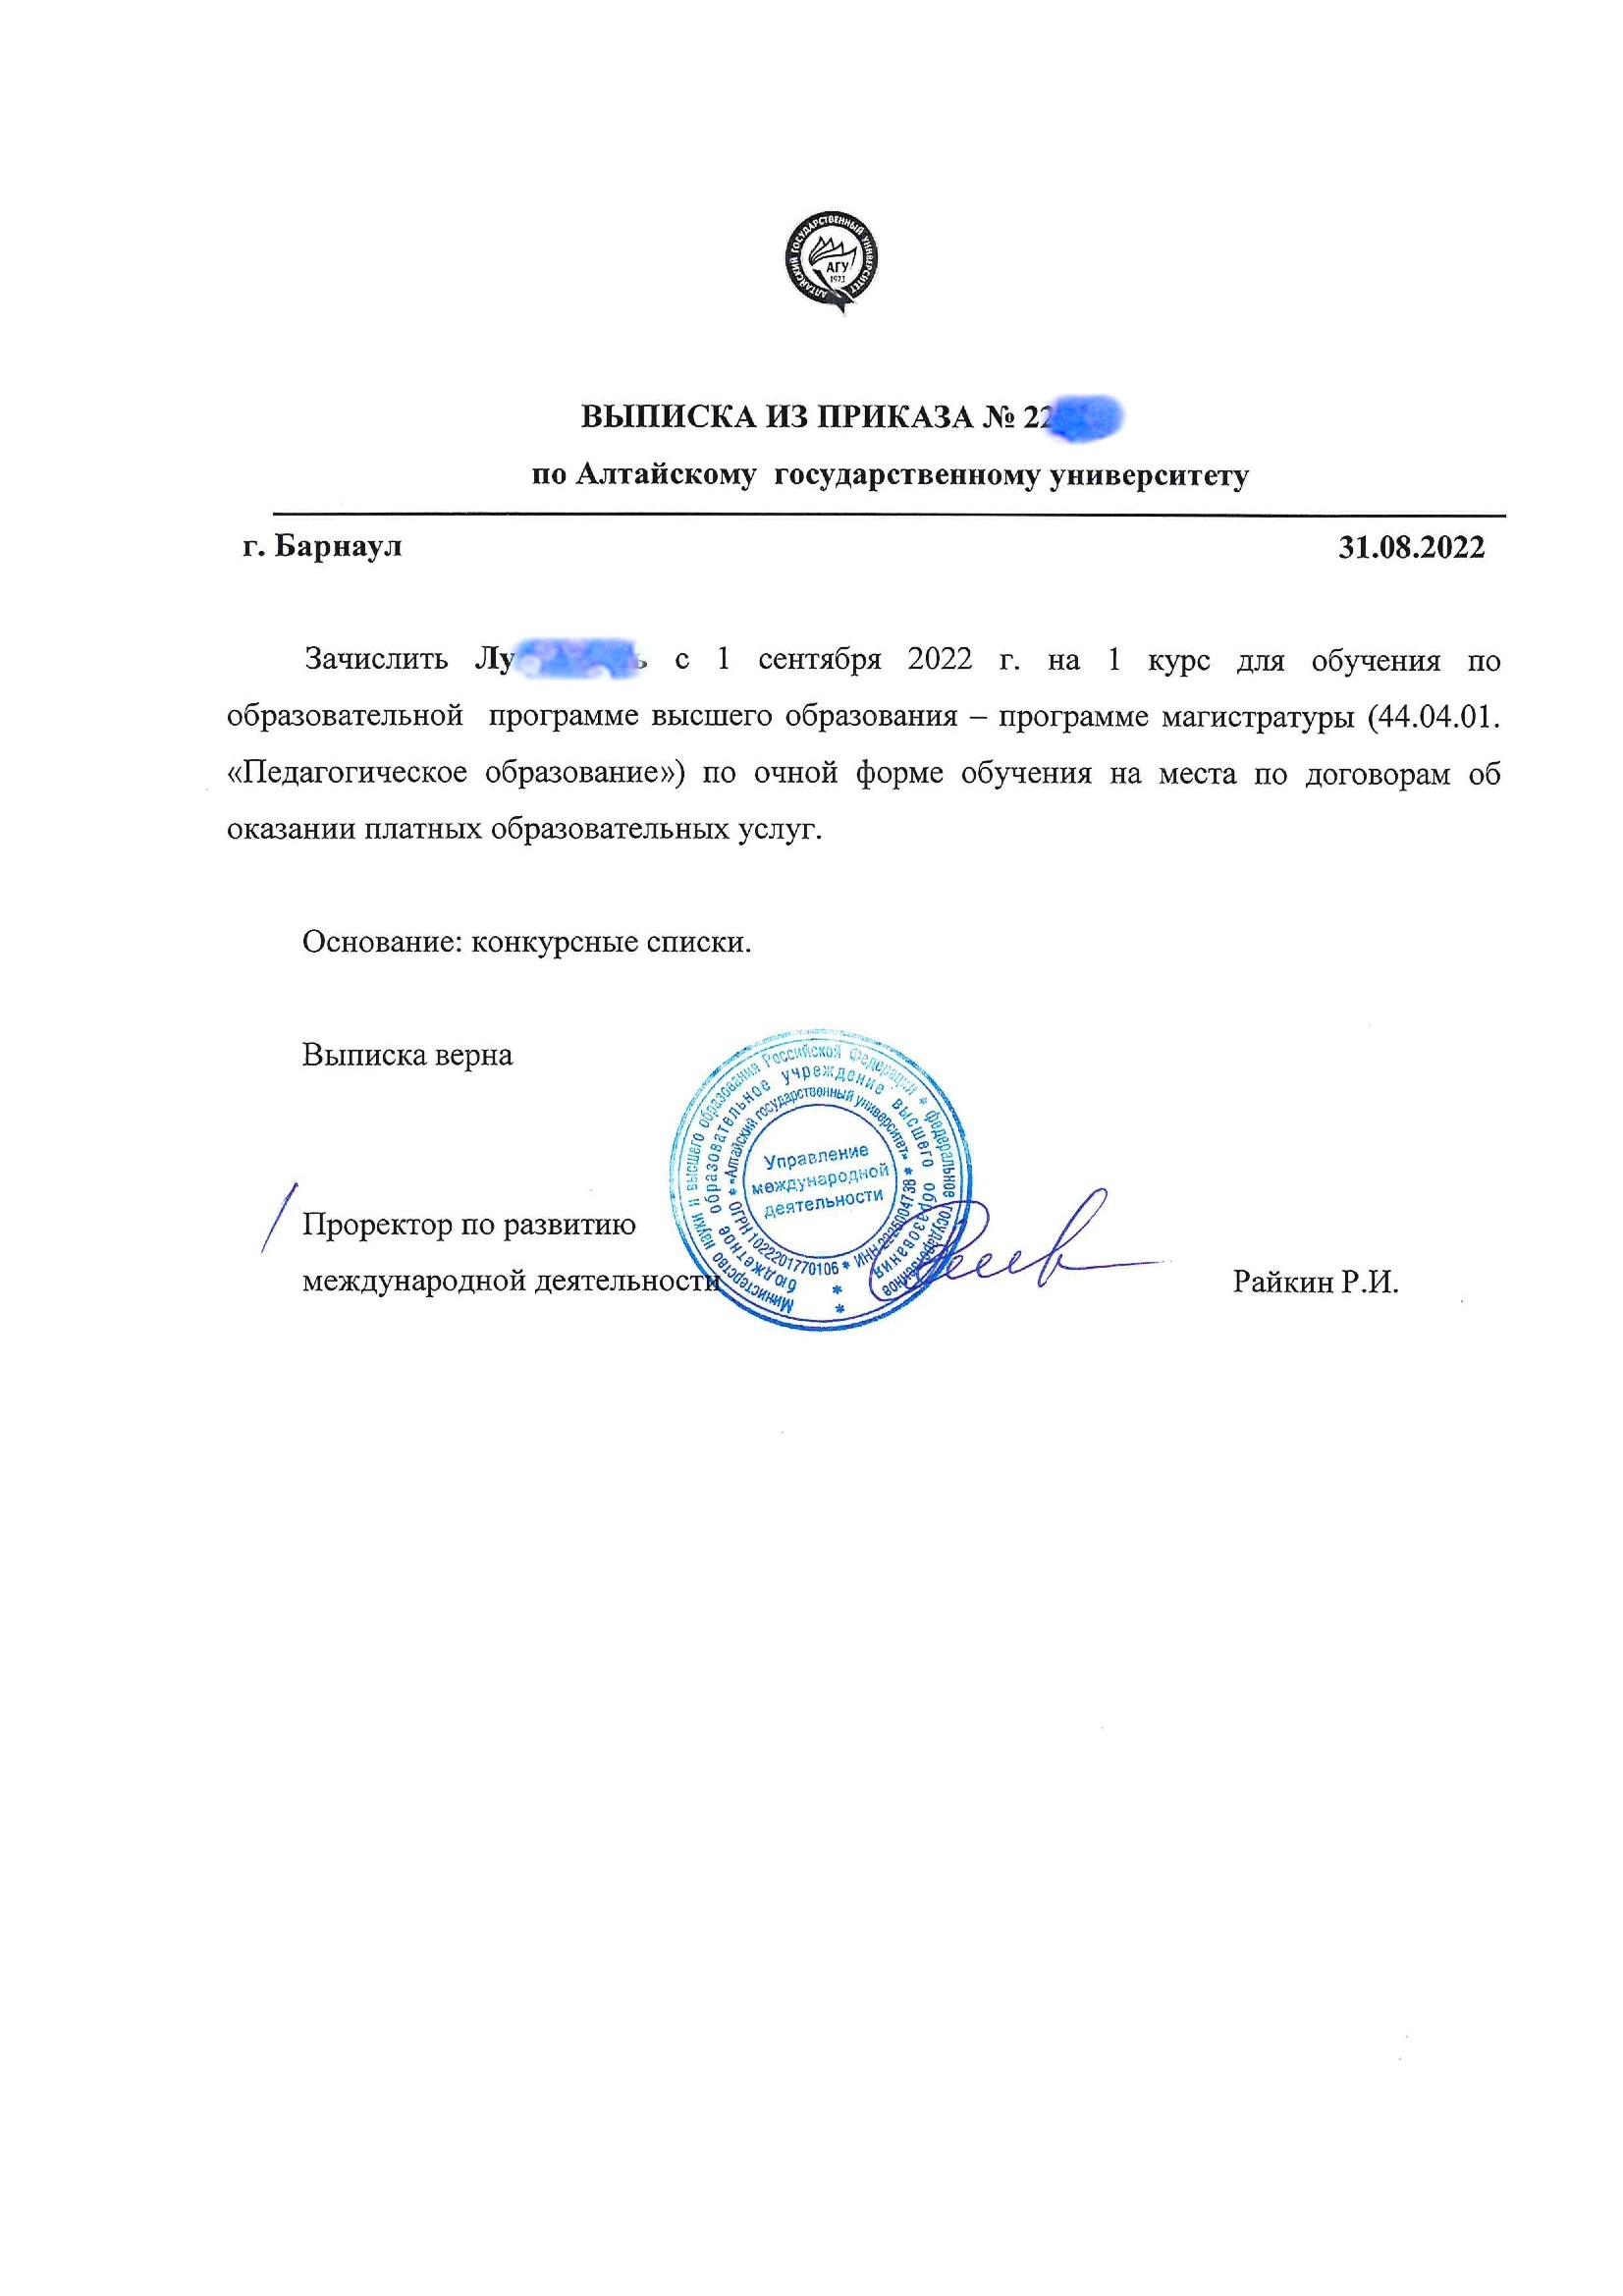 АЛТАЙСКИЙ ГОСУДАРСТВЕННЫЙ УНИВЕРСИТЕТ
АГУ
1973
ВЫПИСКА ИЗ ПРИКАЗА № 22
по Алтайскому государственному университету
г. Барнаул 31.08.2022
Зачислить Лу с 1 сентября 2022 г. на 1 курс для обучения по
образовательной программе высшего образования – программе магистратуры (44.04.01.
«Педагогическое образование») по очной форме обучения на места по договорам об
оказании платных образовательных услуг.
Основание: конкурсные списки.
Выписка верна
Министерство науки и высшего образования Российской Федерации * федеральное государственное
бюджетное образовательное учреждение высшего образования
* «Алтайский государственный университет» *
ОГРН 1022201770106 * ИНН 2225004738
Управление
международной
деятельности
Проректор по развитию
международной деятельности Райкин Р.И.